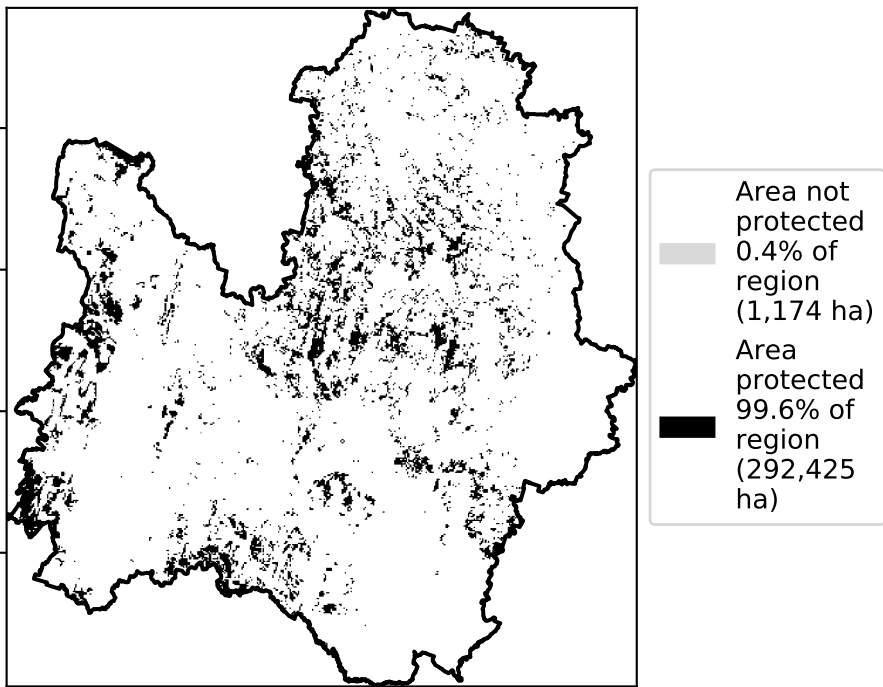 Area not
protected
0.4% of
region
(1,174 ha)
Area
protected
99.6% of
region
(292,425
ha)